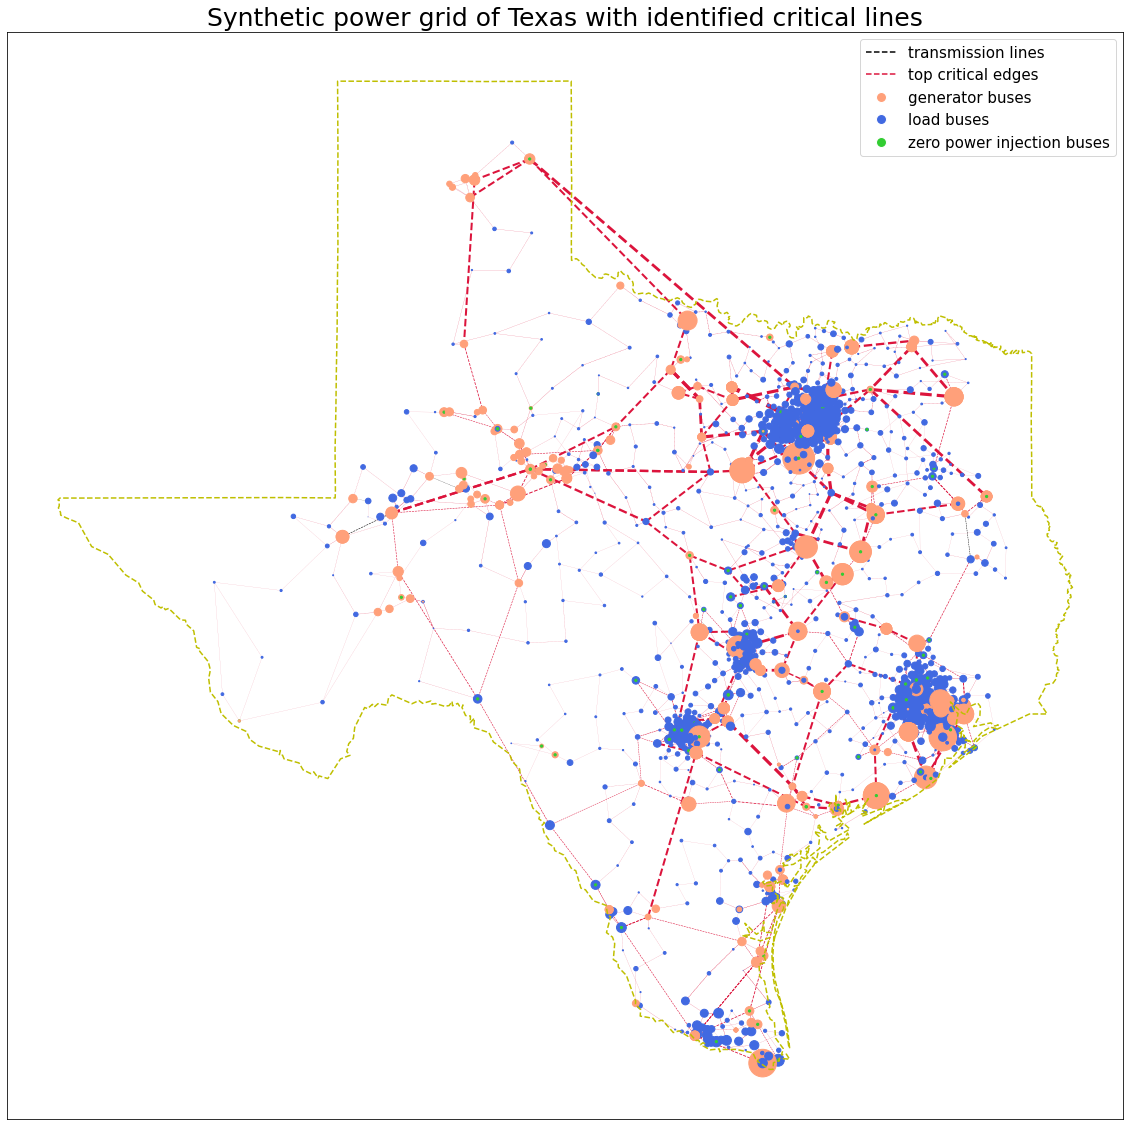 Synthetic power grid of Texas with identified critical lines
transmission lines
top critical edges
generator buses
load buses
zero power injection buses